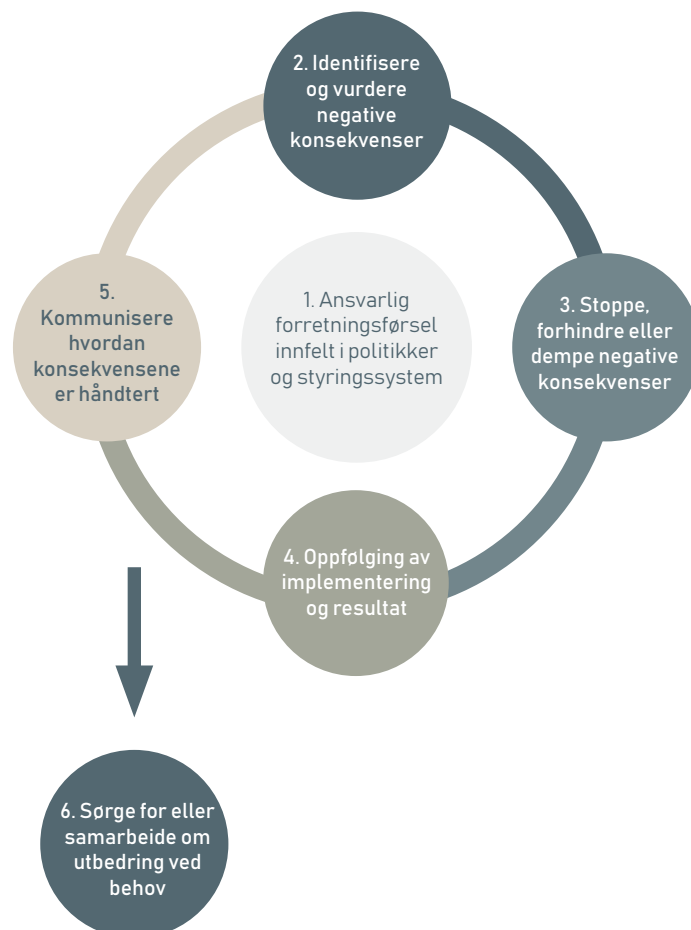 2. Identifisere
og vurdere
negative
konsekvenser
1. Ansvarlig
forretningsførsel
innfelt i politikker
og styringssystem
3. Stoppe,
forhindre eller
dempe negative
konsekvenser
4. Oppfølging av
implementering
og resultat
5.
Kommunisere
hvordan
konsekvensene
er håndtert
6. Sørge for eller
samarbeide om
utbedring ved
behov